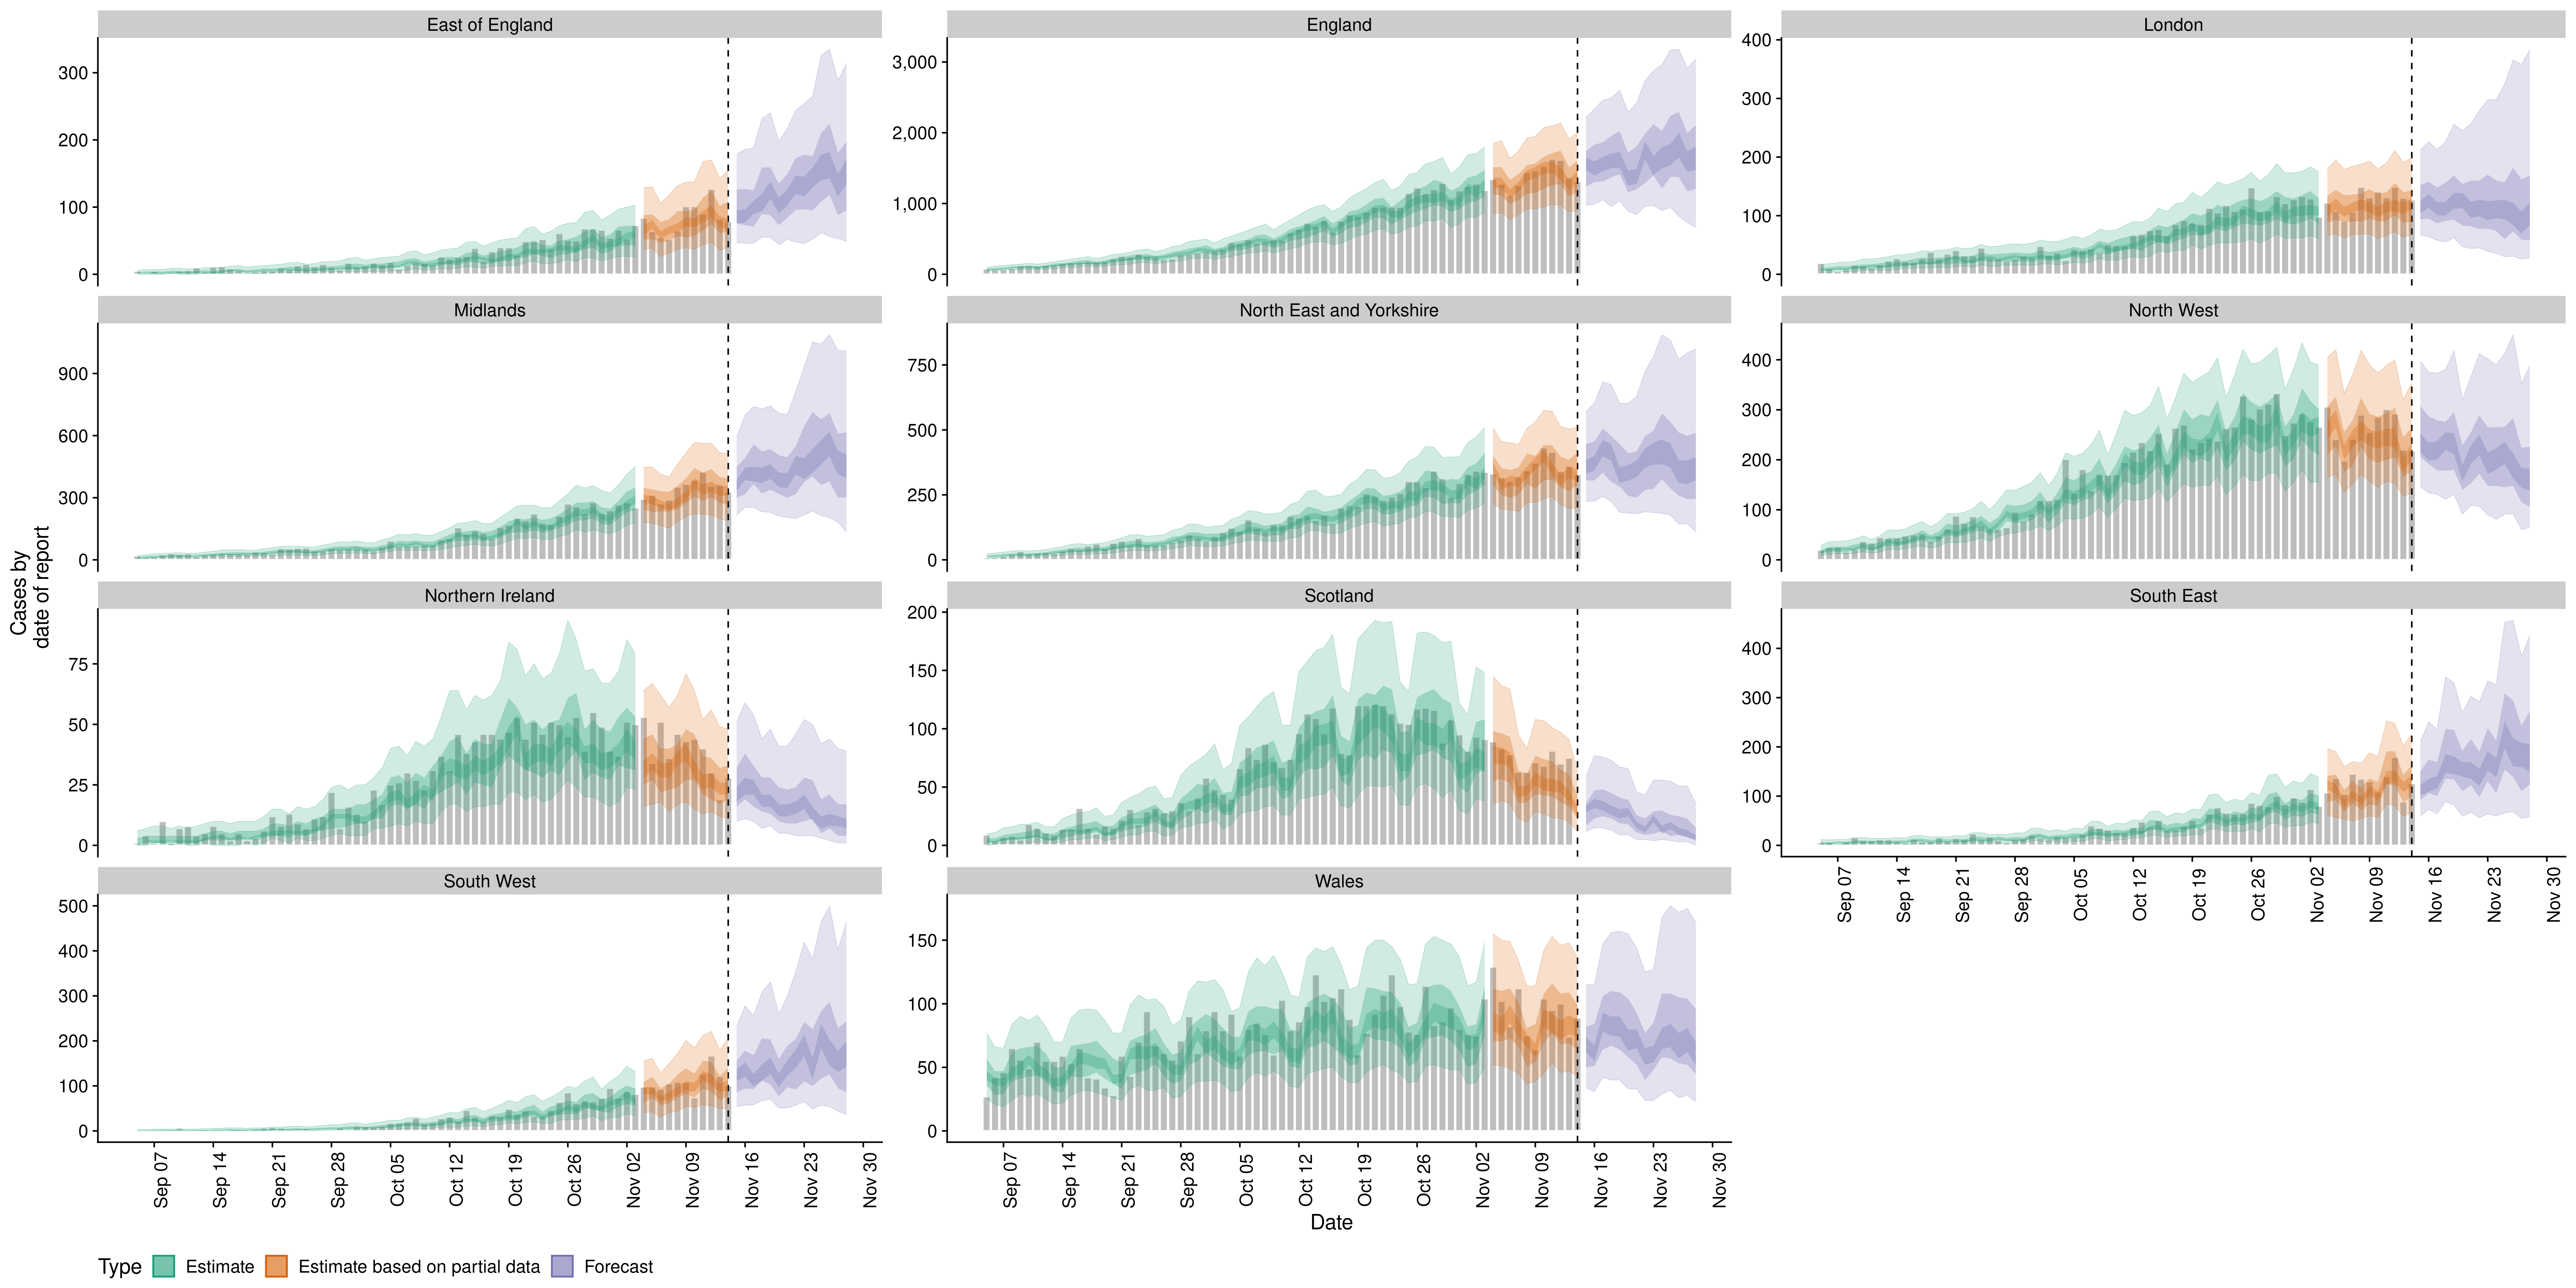 East of England
England
London
300
200
100
0
3,000
2,000
1,000
0
400
300
200
100
0
Midlands
North East and Yorkshire
North West
900
600
300
0
750
500
250
0
400
300
200
100
0
Cases by
date of report
Northern Ireland
Scotland
South East
75
50
25
0
200
150
100
50
0
400
300
200
100
0
Sep 07
Sep 14
Sep 21
Sep 28
Oct 05
Oct 12
Oct 19
Oct 26
Nov 02
Nov 09
Nov 16
Nov 23
Nov 30
South West
Wales
500
400
300
200
100
0
150
100
50
0
Sep 07
Sep 14
Sep 21
Sep 28
Oct 05
Oct 12
Oct 19
Oct 26
Nov 02
Nov 09
Nov 16
Nov 23
Nov 30
Sep 07
Sep 14
Sep 21
Sep 28
Oct 05
Oct 12
Oct 19
Oct 26
Nov 02
Nov 09
Nov 16
Nov 23
Nov 30
Date
Type Estimate Estimate based on partial data Forecast